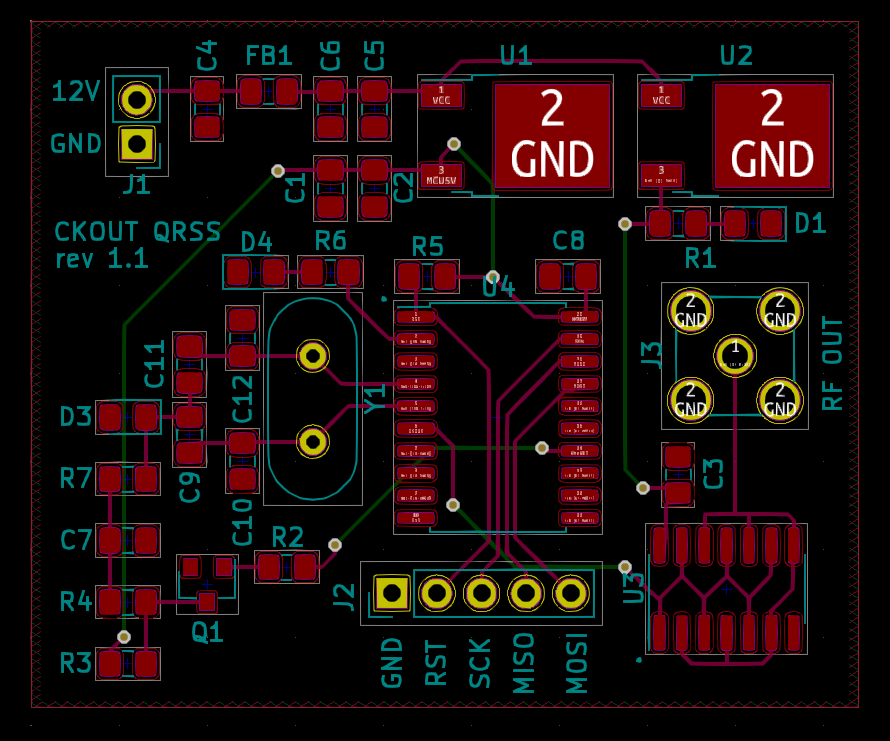 C4
FB1
C6
C5
U1
U2
12V
GND
J1
1
VCC
2
GND
3
MCU5V
1
VCC
2
GND
3
C1
C2
CKOUT QRSS
rev 1.1
D4
R6
R5
C8
U4
R1
D1
J3
2
GND
2
GND
1
2
GND
2
GND
RF OUT
C11
C12
Y1
D3
C9
C10
R7
C7
R4
R3
Q1
R2
J2
C3
U3
GND
RST
SCK
MISO
MOSI